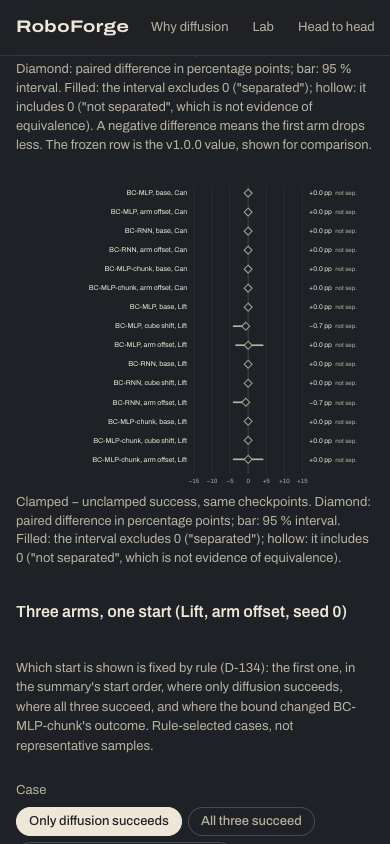 RoboForge
Why diffusion
Lab
Head to head
Diamond: paired difference in percentage points; bar: 95 %
interval. Filled: the interval excludes 0 ("separated"); hollow: it
includes 0 ("not separated", which is not evidence of
equivalence). A negative difference means the first arm drops
less. The frozen row is the v1.0.0 value, shown for comparison.
BC-MLP, base, Can +0.0 pp not sep.
BC-MLP, arm offset, Can +0.0 pp not sep.
BC-RNN, base, Can +0.0 pp not sep.
BC-RNN, arm offset, Can +0.0 pp not sep.
BC-MLP-chunk, base, Can +0.0 pp not sep.
BC-MLP-chunk, arm offset, Can +0.0 pp not sep.
BC-MLP, base, Lift +0.0 pp not sep.
BC-MLP, cube shift, Lift −0.7 pp not sep.
BC-MLP, arm offset, Lift +0.0 pp not sep.
BC-RNN, base, Lift +0.0 pp not sep.
BC-RNN, cube shift, Lift +0.0 pp not sep.
BC-RNN, arm offset, Lift −0.7 pp not sep.
BC-MLP-chunk, base, Lift +0.0 pp not sep.
BC-MLP-chunk, cube shift, Lift +0.0 pp not sep.
BC-MLP-chunk, arm offset, Lift +0.0 pp not sep.
−15 −10 −5 0 +5 +10 +15
Clamped – unclamped success, same checkpoints. Diamond:
paired difference in percentage points; bar: 95 % interval.
Filled: the interval excludes 0 ("separated"); hollow: it includes
0 ("not separated", which is not evidence of equivalence).
Three arms, one start (Lift, arm offset, seed 0)
Which start is shown is fixed by rule (D-134): the first one, in
the summary's start order, where only diffusion succeeds,
where all three succeed, and where the bound changed BC-
MLP-chunk's outcome. Rule-selected cases, not
representative samples.
Case
Only diffusion succeeds
All three succeed